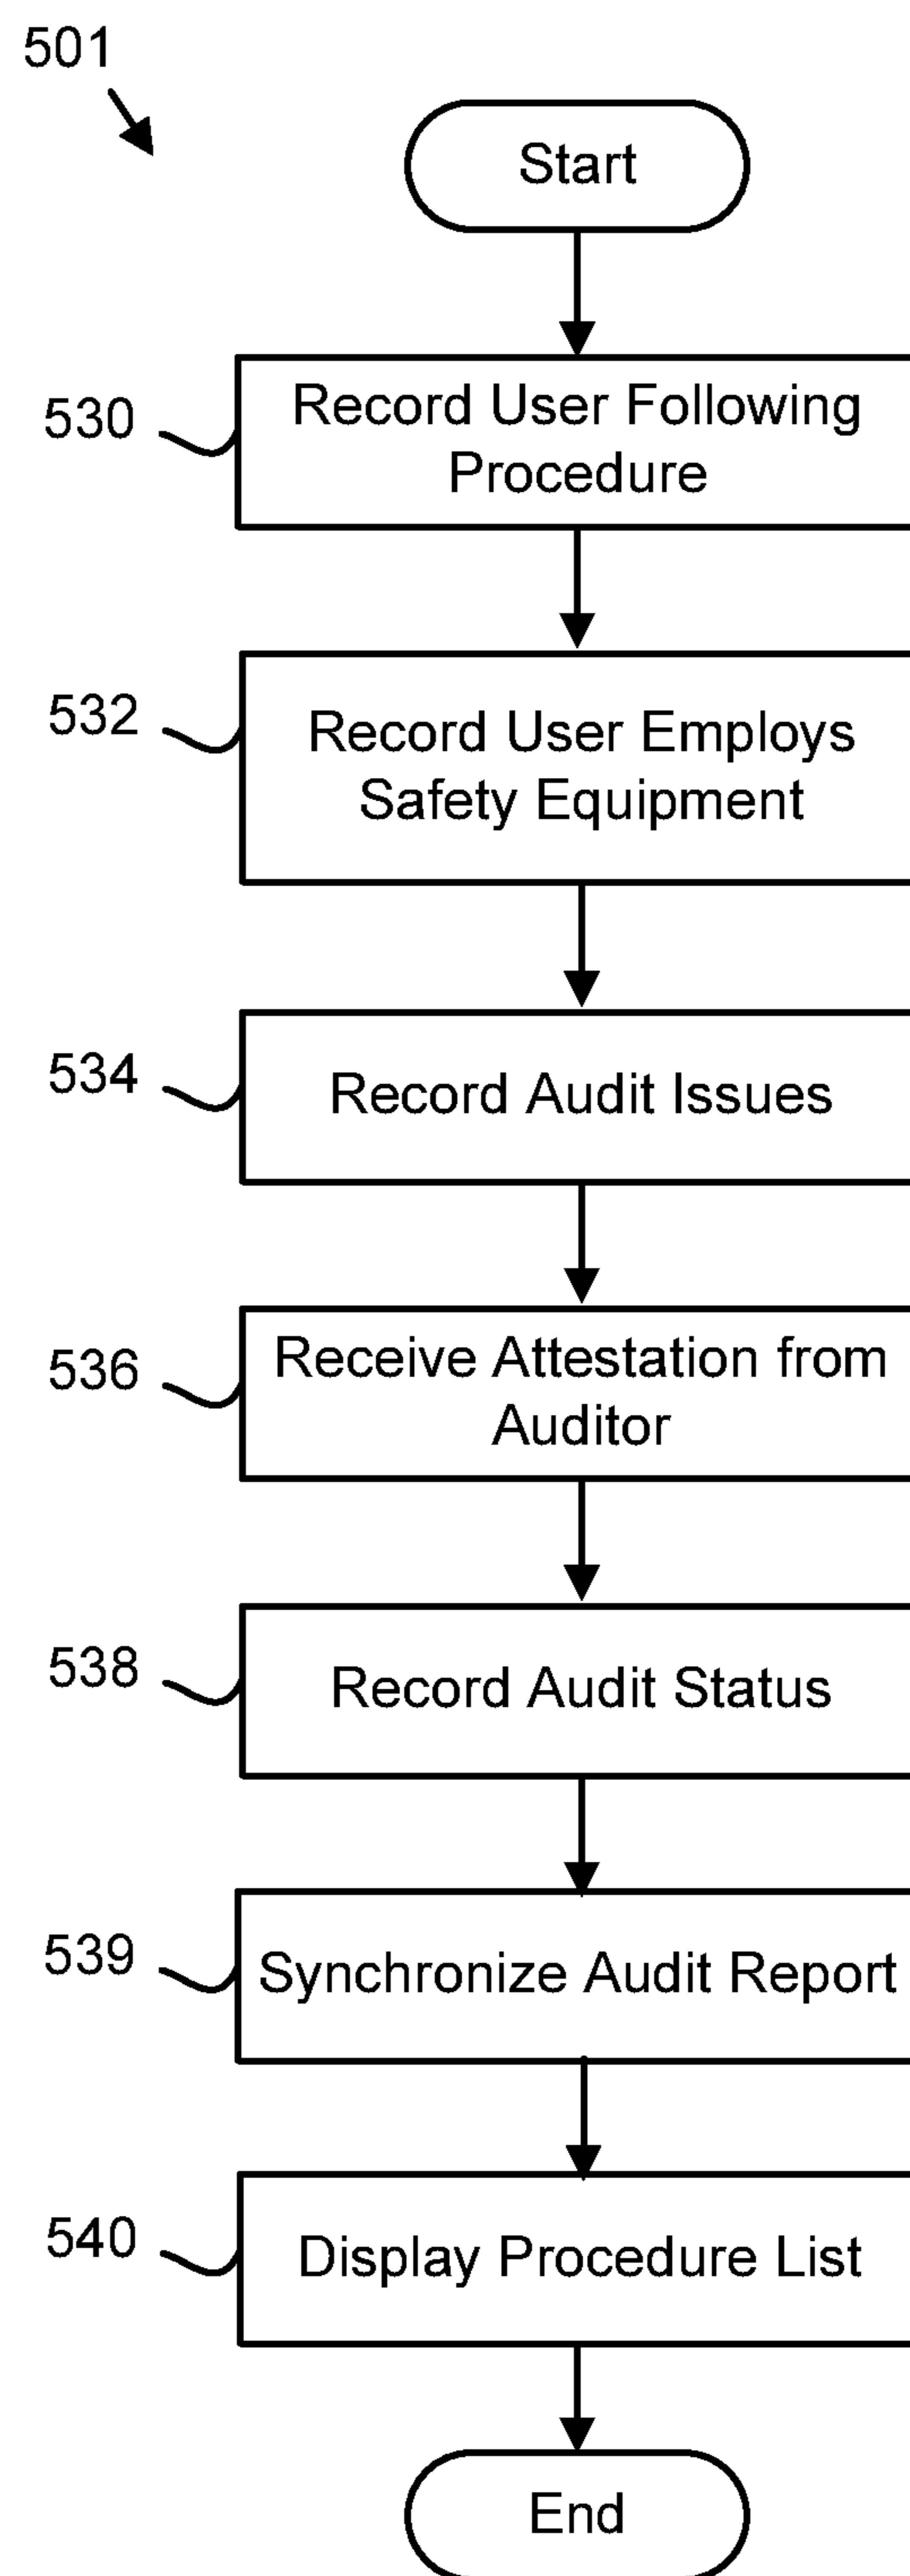 501
Start
530
Record User Following
Procedure
532
Record User Employs
Safety Equipment
534
Record Audit Issues
536
Receive Attestation from
Auditor
538
Record Audit Status
539
Synchronize Audit Report
540
Display Procedure List
End